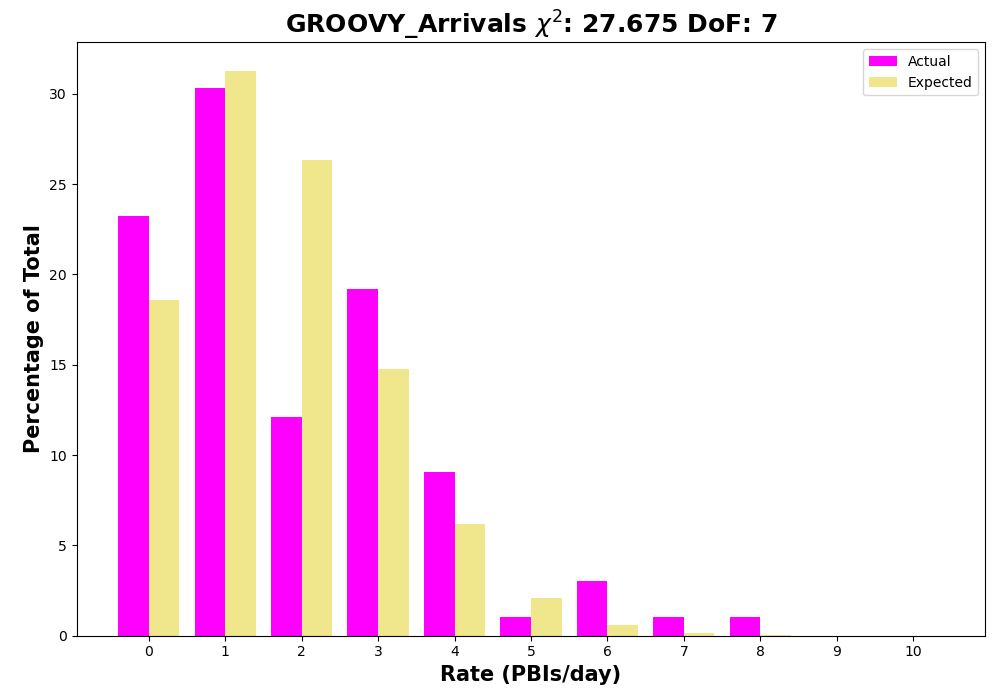 GROOVY_Arrivals χ²: 27.675 DoF: 7
Actual
Expected
Percentage of Total
30
25
20
15
10
5
0
0 1 2 3 4 5 6 7 8 9 10
Rate (PBIs/day)